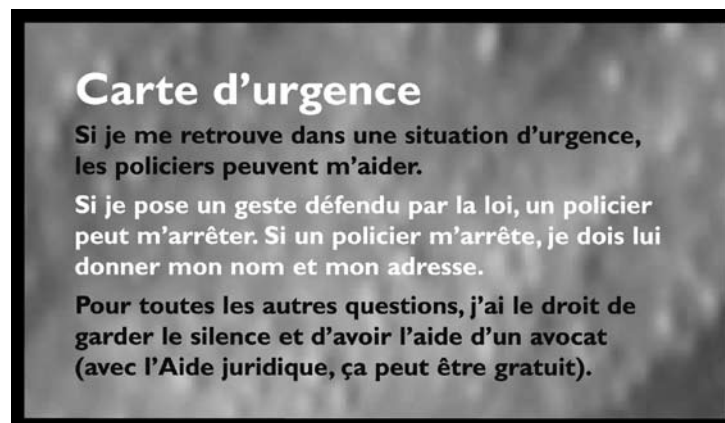 Carte d’urgence
Si je me retrouve dans une situation d’urgence,
les policiers peuvent m’aider.
Si je pose un geste défendu par la loi, un policier
peut m’arrêter. Si un policier m’arrête, je dois lui
donner mon nom et mon adresse.
Pour toutes les autres questions, j’ai le droit de
garder le silence et d’avoir l’aide d’un avocat
(avec l’Aide juridique, ça peut être gratuit).